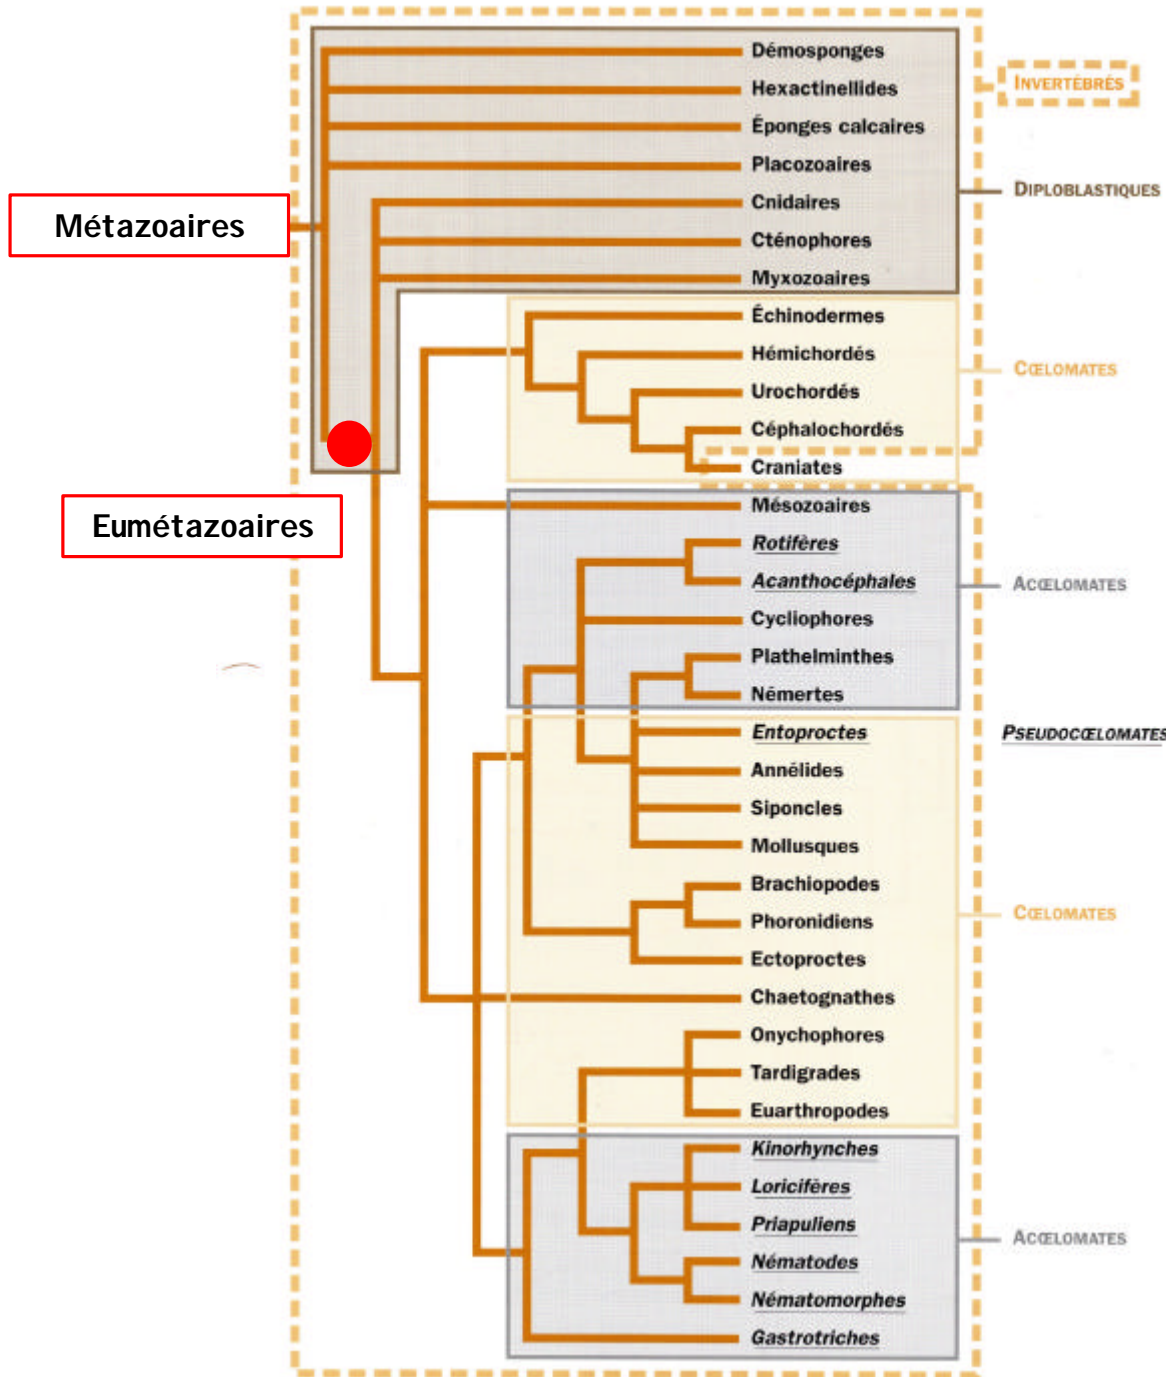 Démosponges
Hexactinellides
INVERTÉBRÉS
Éponges calcaires
Placozoaires
DIPLOBLASTIQUES
Métazoaires
Cnidaires
Cténophores
Myxozoaires
Échinodermes
Hémichordés
CŒLOMATES
Urochordés
Céphalochordés
Craniates
Eumétazoaires
Mésozoaires
Rotifères
Acanthocéphales
ACŒLOMATES
Cycliophores
Plathelminthes
Némertes
Entoproctes
PSEUDOCŒLOMATES
Annélides
Siponcles
Mollusques
Brachiopodes
CŒLOMATES
Phoronidiens
Ectoproctes
Chaetognathes
Onychophores
Tardigrades
Euarthropodes
Kinorhynches
Loricifères
Priapuliens
ACŒLOMATES
Nématodes
Nématomorphes
Gastrotriches